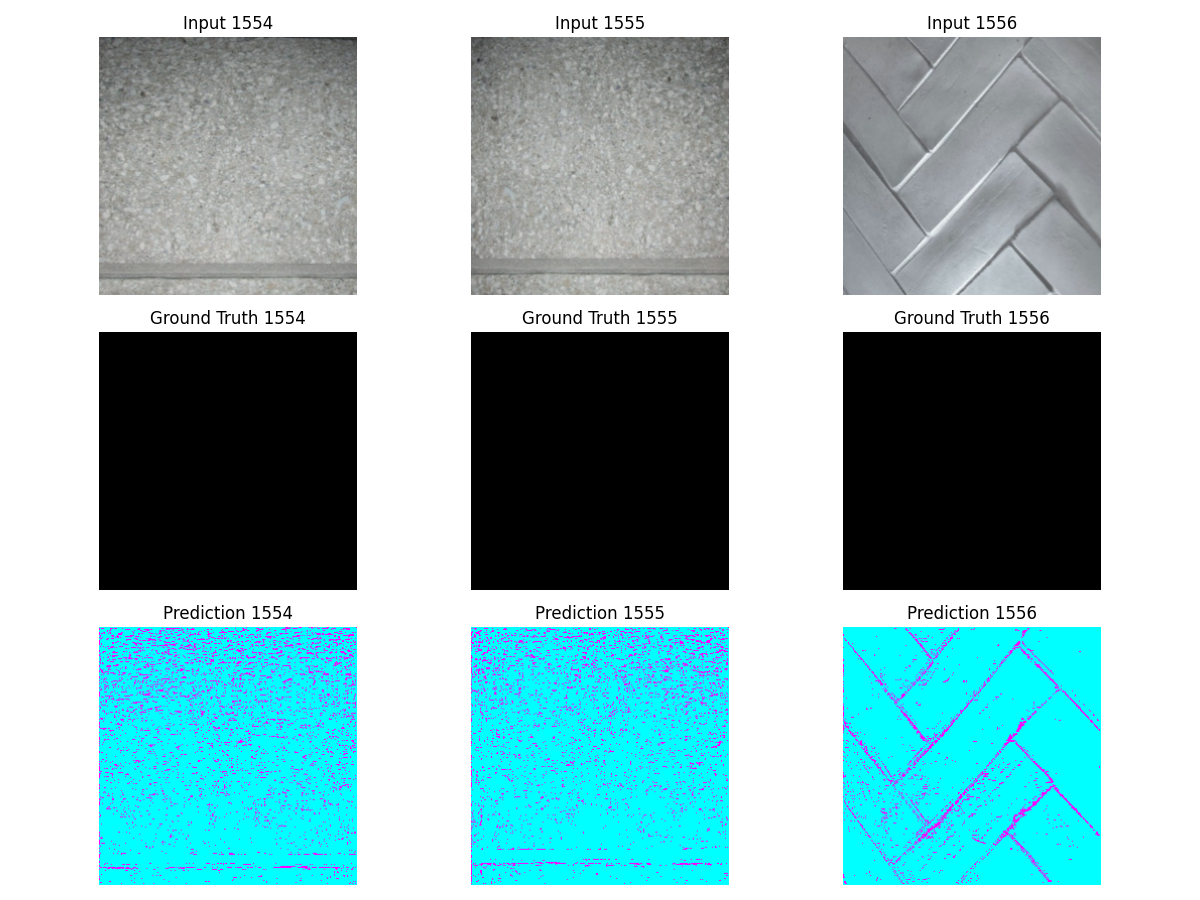 Input 1554
Input 1555
Input 1556
Ground Truth 1554
Ground Truth 1555
Ground Truth 1556
Prediction 1554
Prediction 1555
Prediction 1556